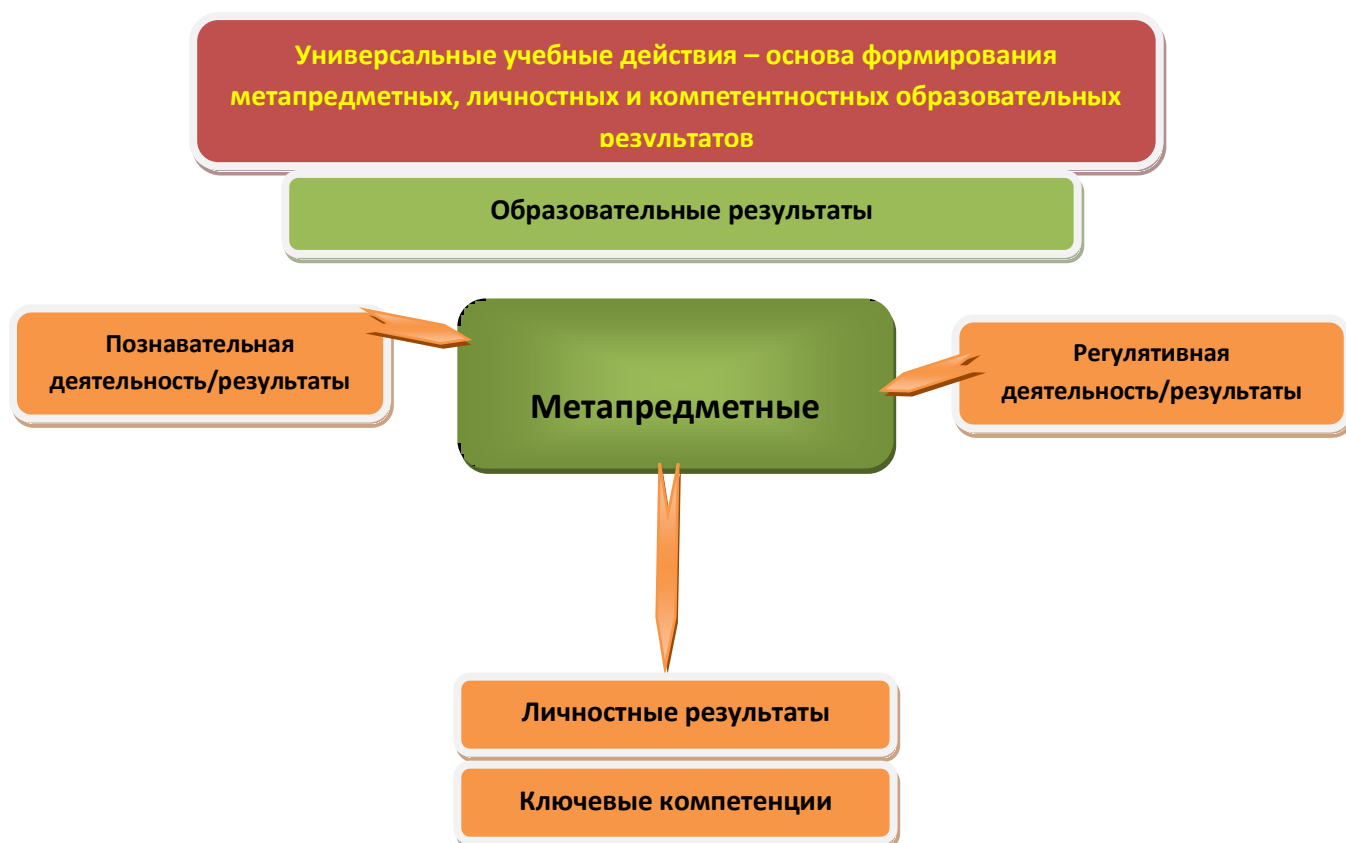 Универсальные учебные действия – основа формирования
метапредметных, личностных и компетентностных образовательных
результатов
Образовательные результаты
Познавательная
деятельность/результаты
Метапредметные
Регулятивная
деятельность/результаты
Личностные результаты
Ключевые компетенции